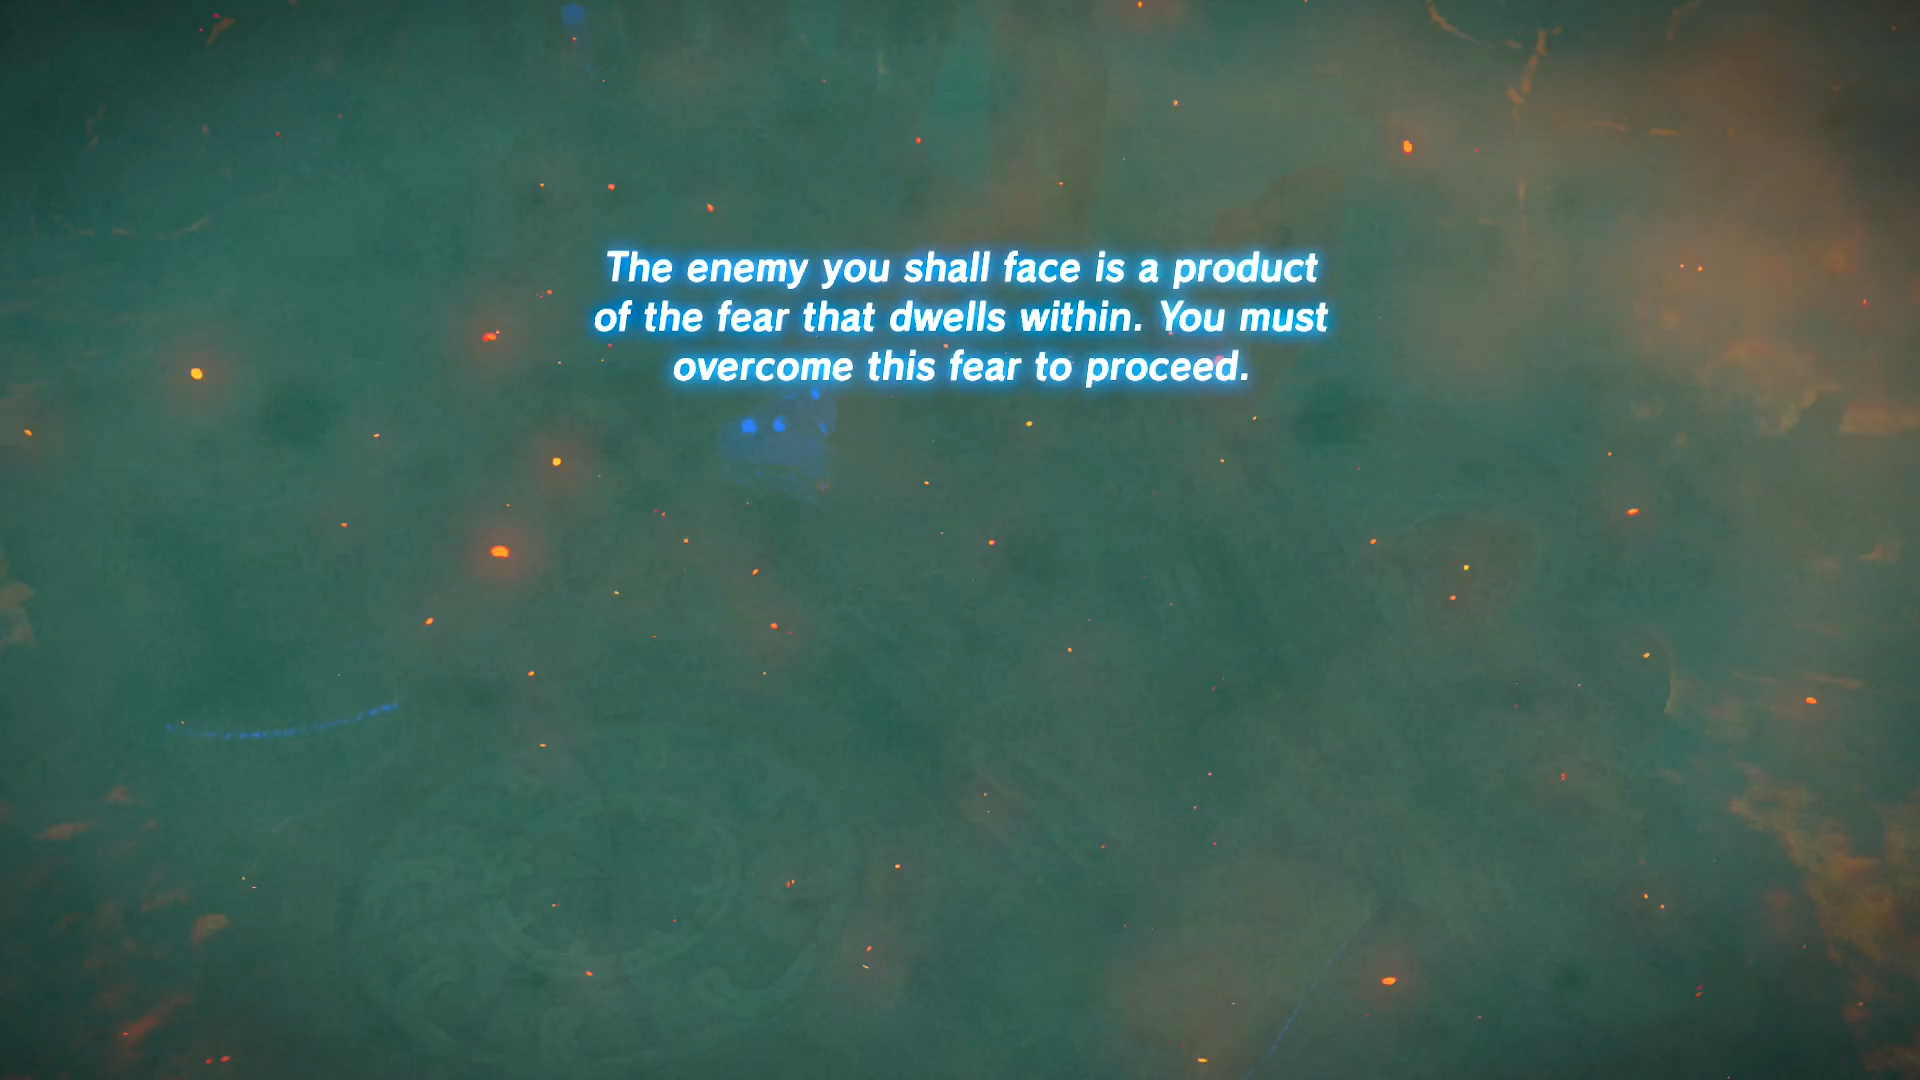 The enemy you shall face is a product
of the fear that dwells within. You must
overcome this fear to proceed.